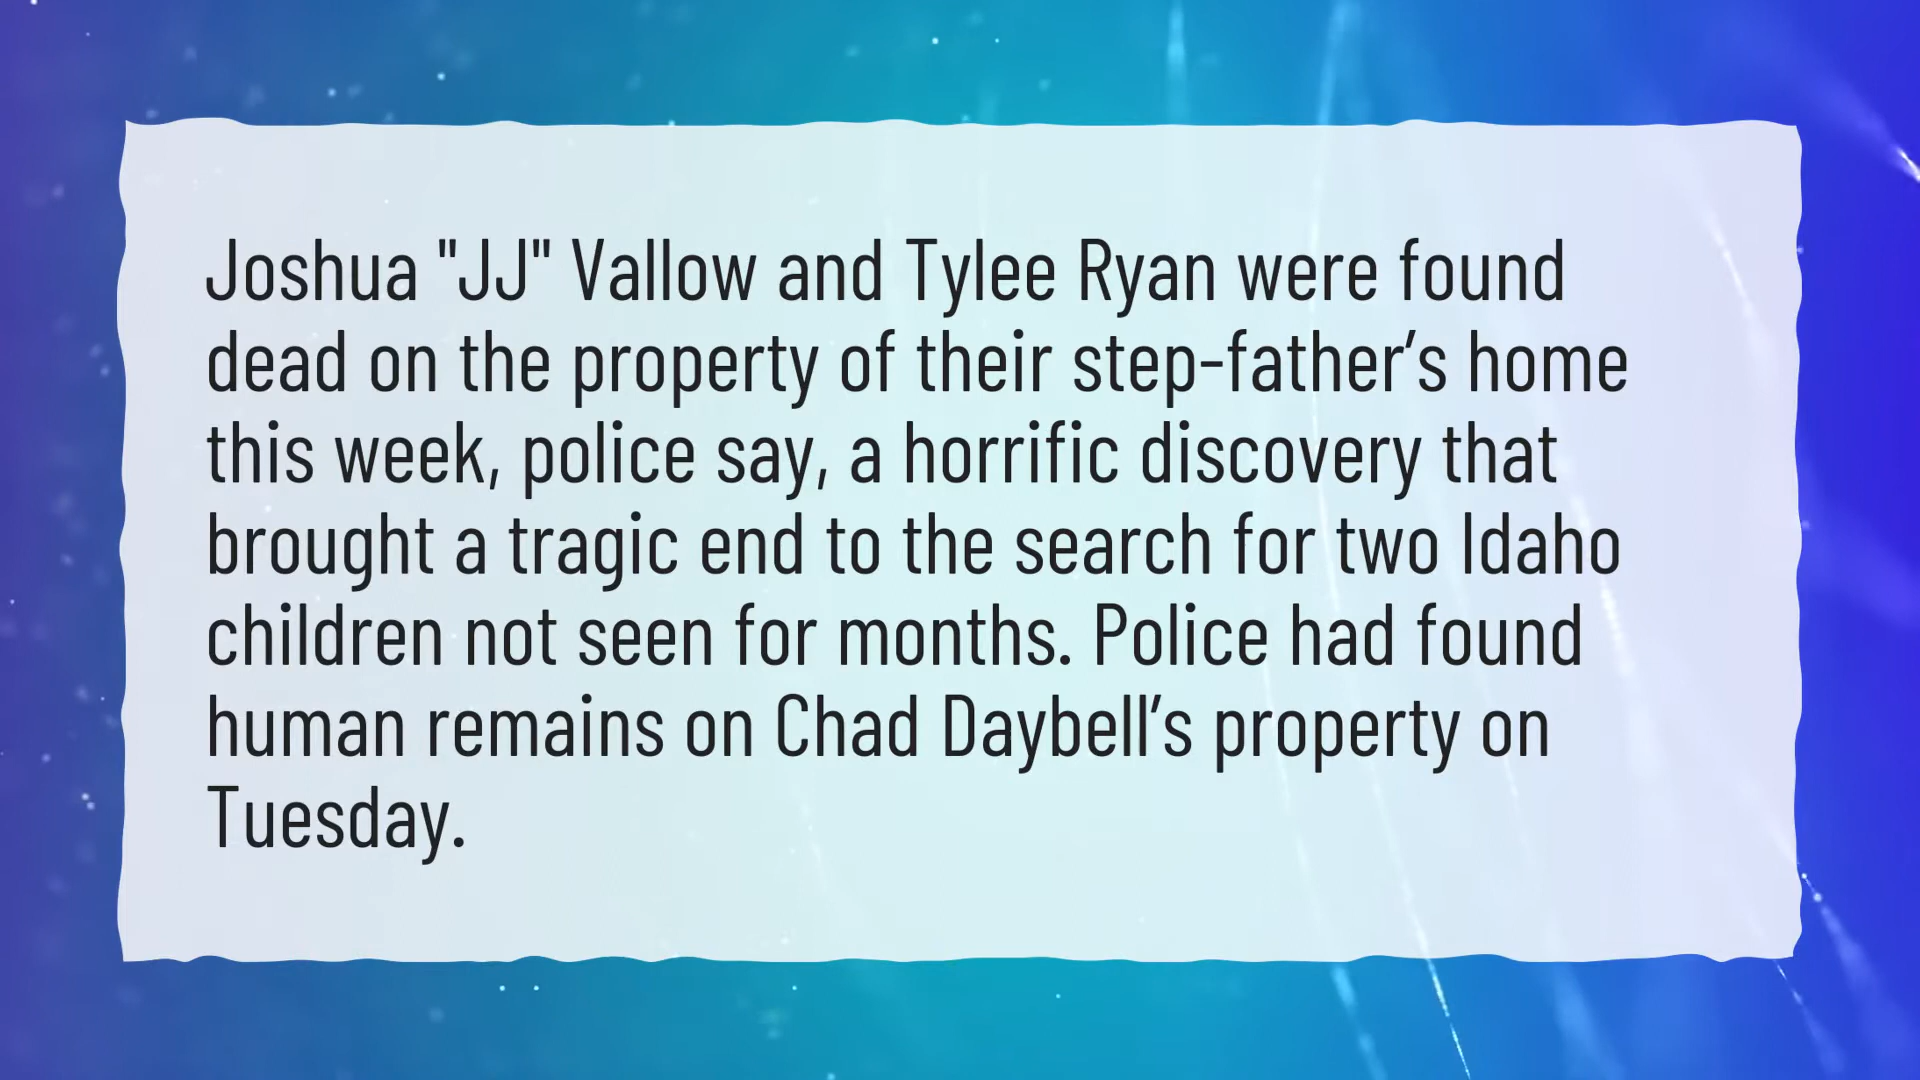 Joshua "JJ" Vallow and Tylee Ryan were found
dead on the property of their step-father’s home
this week, police say, a horrific discovery that
brought a tragic end to the search for two Idaho
children not seen for months. Police had found
human remains on Chad Daybell’s property on
Tuesday.